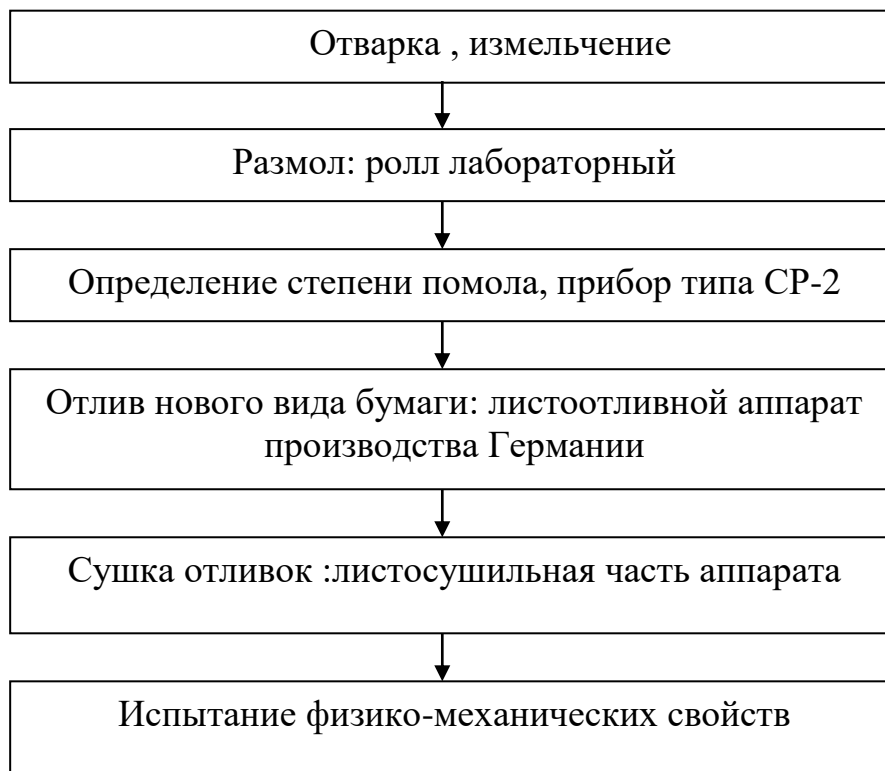 Отварка , измельчение
Размол: ролл лабораторный
Определение степени помола, прибор типа СР-2
Отлив нового вида бумаги: листоотливной аппарат
производства Германии
Сушка отливок :листосушильная часть аппарата
Испытание физико-механических свойств